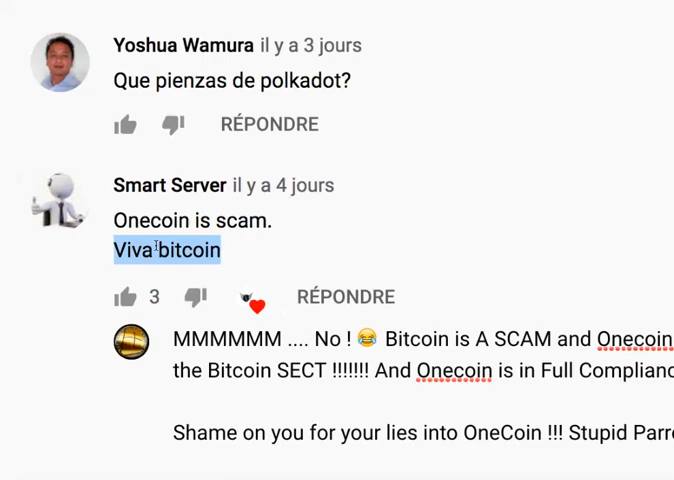 Yoshua Wamura il y a 3 jours
Que pienzas de polkadot?
RÉPONDRE
Smart Server il y a 4 jours
Onecoin is scam.
Viva bitcoin
3 RÉPONDRE
MMMMMM .... No ! 😂 Bitcoin is A SCAM and Onecoin
the Bitcoin SECT !!!!!!! And Onecoin is in Full
Shame on you for your lies into OneCoin !!! Stupid